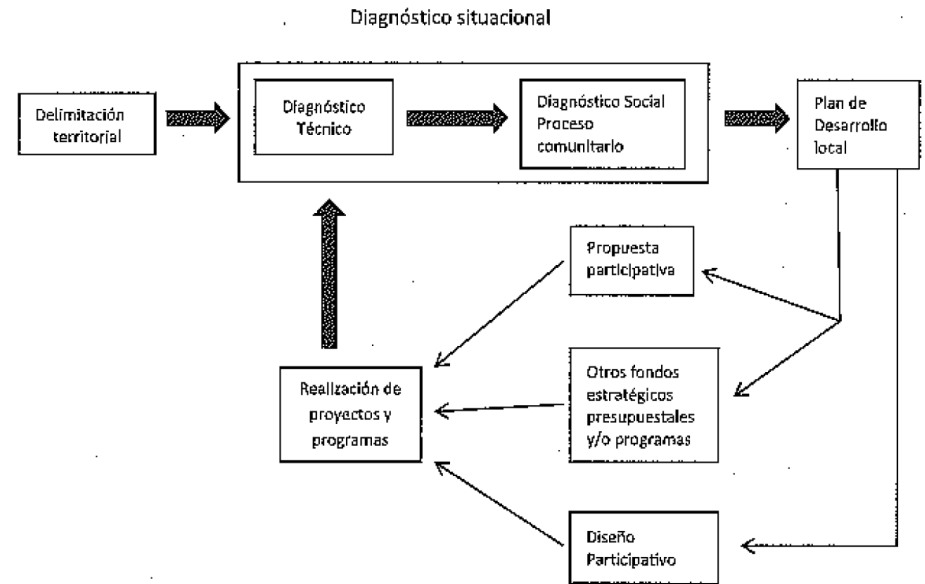 Diagnóstico situacional
Delimitación
territorial
Diagnóstico
Técnico
Diagnóstico Social
Proceso
comunitario
Plan de
Desarrollo
local
Propuesta
participativa
Otros fondos
estratégicos
presupuestales
y/o programas
Realización de
proyectos y
programas
Diseño
Participativo